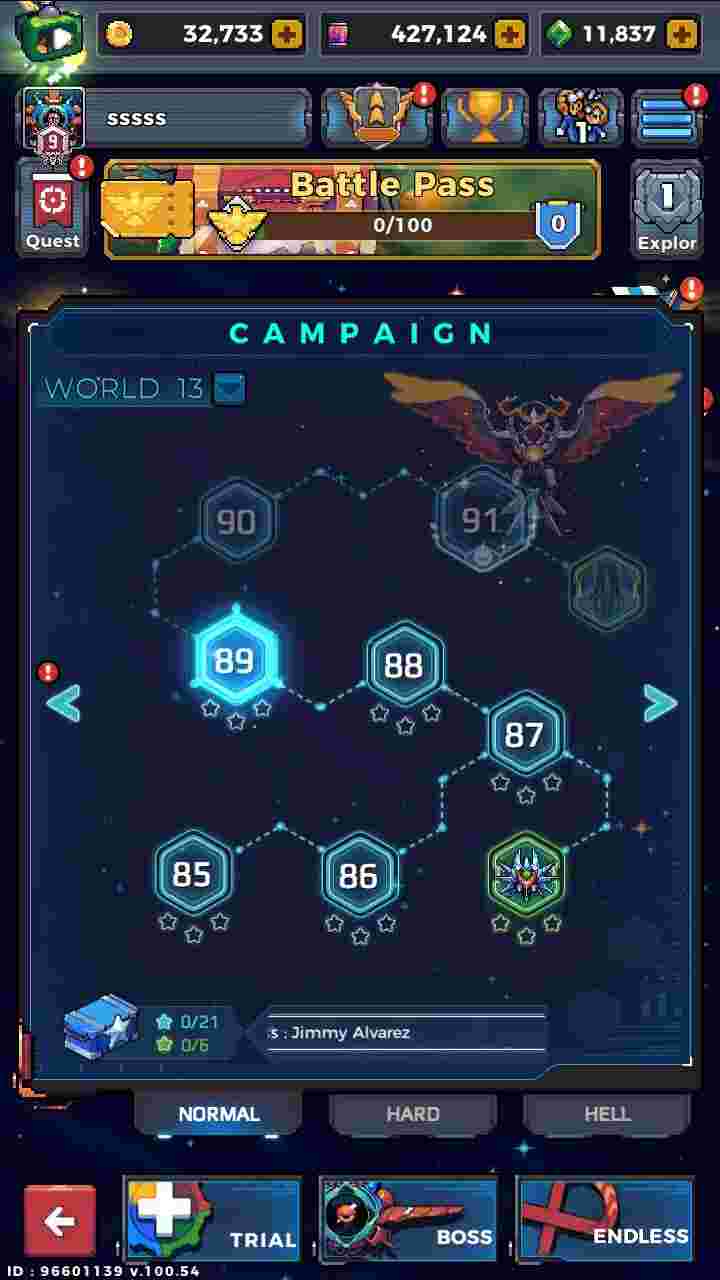 32,733
427,124
11,837
9
sssss
1
Quest
Battle Pass
0/100
0
1
Explor
CAMPAIGN
WORLD 13
90
91
89
88
87
85
86
0/21
0/6
s : Jimmy Alvarez
NORMAL
HARD
HELL
TRIAL
BOSS
ENDLESS
ID : 96601139 v.100.54